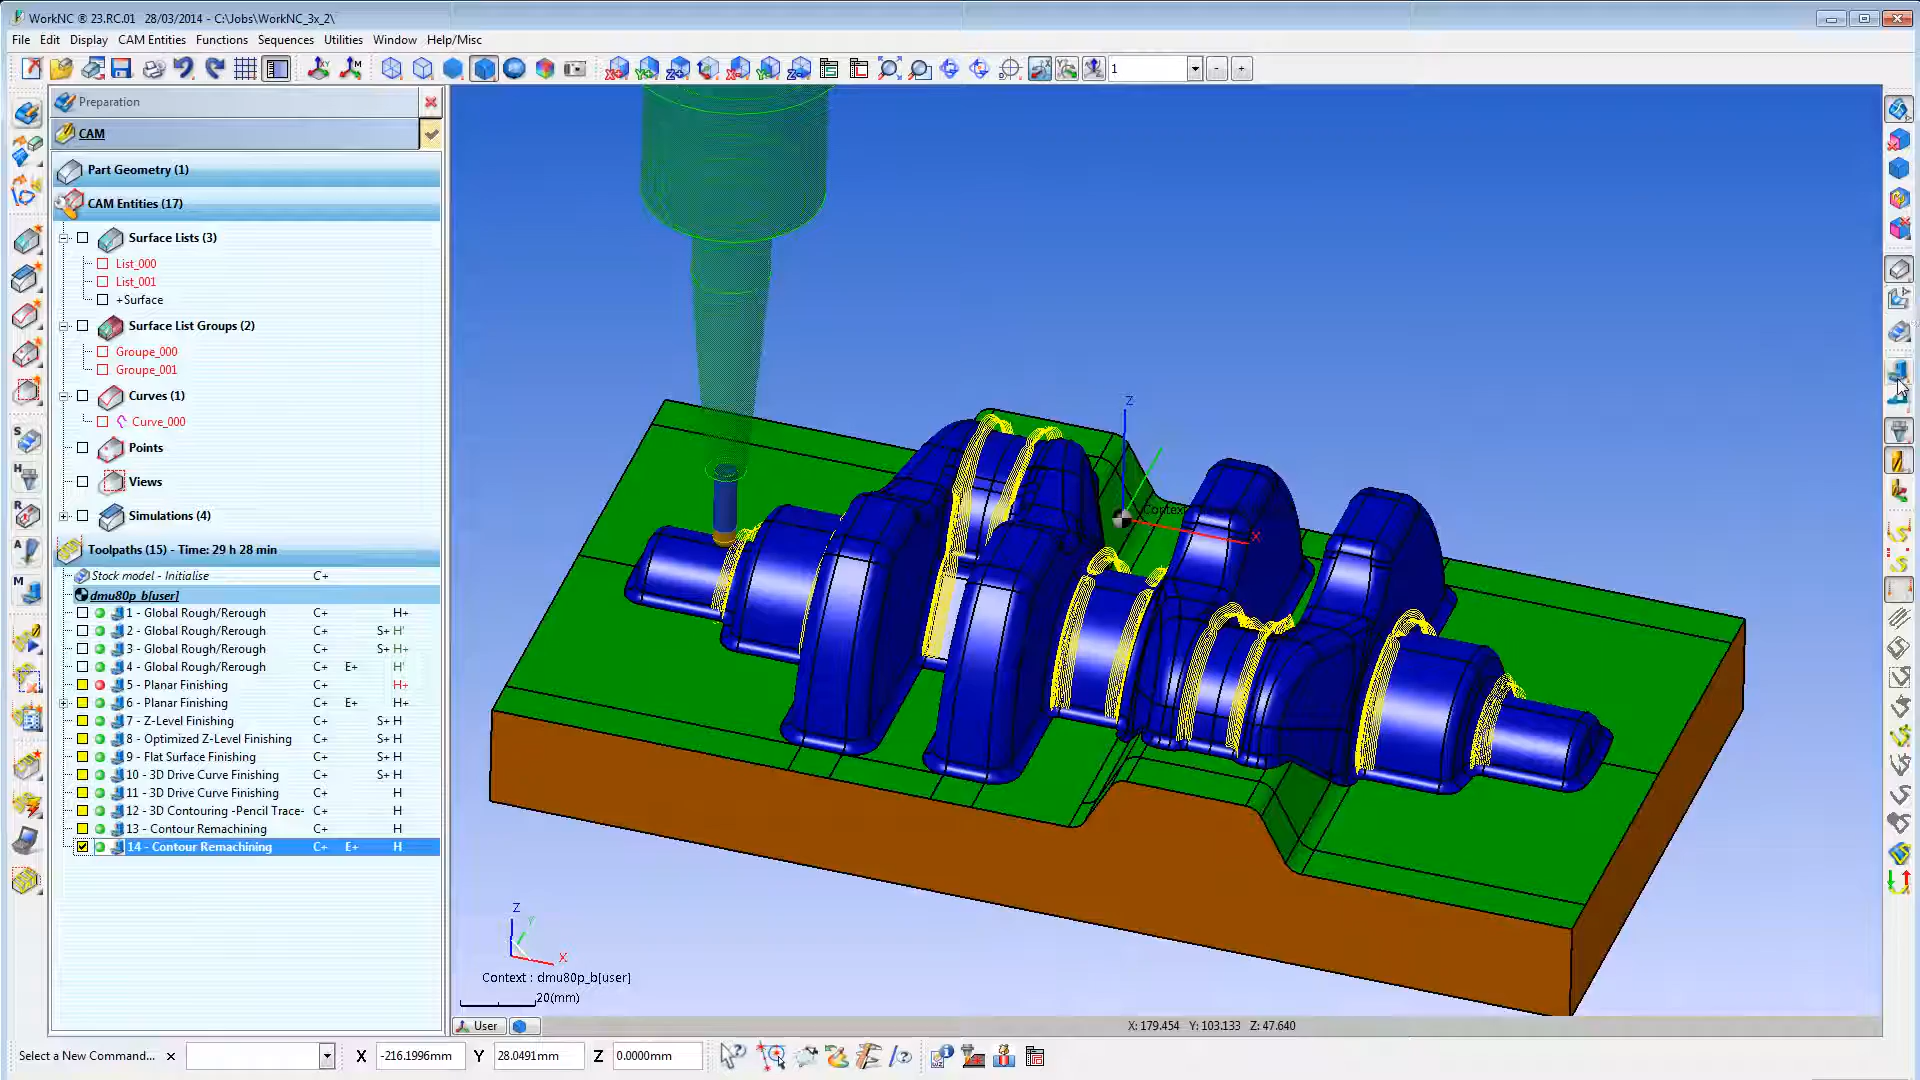 WorkNC ® 23.RC.01 28/03/2014 - C:\Jobs\WorkNC_3x_2\
File Edit Display CAM Entities Functions Sequences Utilities Window Help/Misc
1
Preparation
CAM
Part Geometry (1)
CAM Entities (17)
Surface Lists (3)
List_000
List_001
+Surface
Surface List Groups (2)
Groupe_000
Groupe_001
Curves (1)
Curve_000
Points
Views
Simulations (4)
Toolpaths (15) - Time: 29 h 28 min
Stock model - Initialise C+
dmu80p_b[user]
1 - Global Rough/Rerough C+ H+
2 - Global Rough/Rerough C+ S+ H'
3 - Global Rough/Rerough C+ S+ H+
4 - Global Rough/Rerough C+ E+ H'
5 - Planar Finishing C+ H+
6 - Planar Finishing C+ E+ H+
7 - Z-Level Finishing C+ S+ H
8 - Optimized Z-Level Finishing C+ S+ H
9 - Flat Surface Finishing C+ S+ H
10 - 3D Drive Curve Finishing C+ S+ H
11 - 3D Drive Curve Finishing C+ H
12 - 3D Contouring -Pencil Trace- C+ H
13 - Contour Remachining C+ H
14 - Contour Remachining C+ E+ H
Z
Context
X
Z
Y
X
Context : dmu80p_b[user]
20(mm)
User
X: 179.454 Y: 103.133 Z: 47.640
Select a New Command... X -216.1996mm Y 28.0491mm Z 0.0000mm